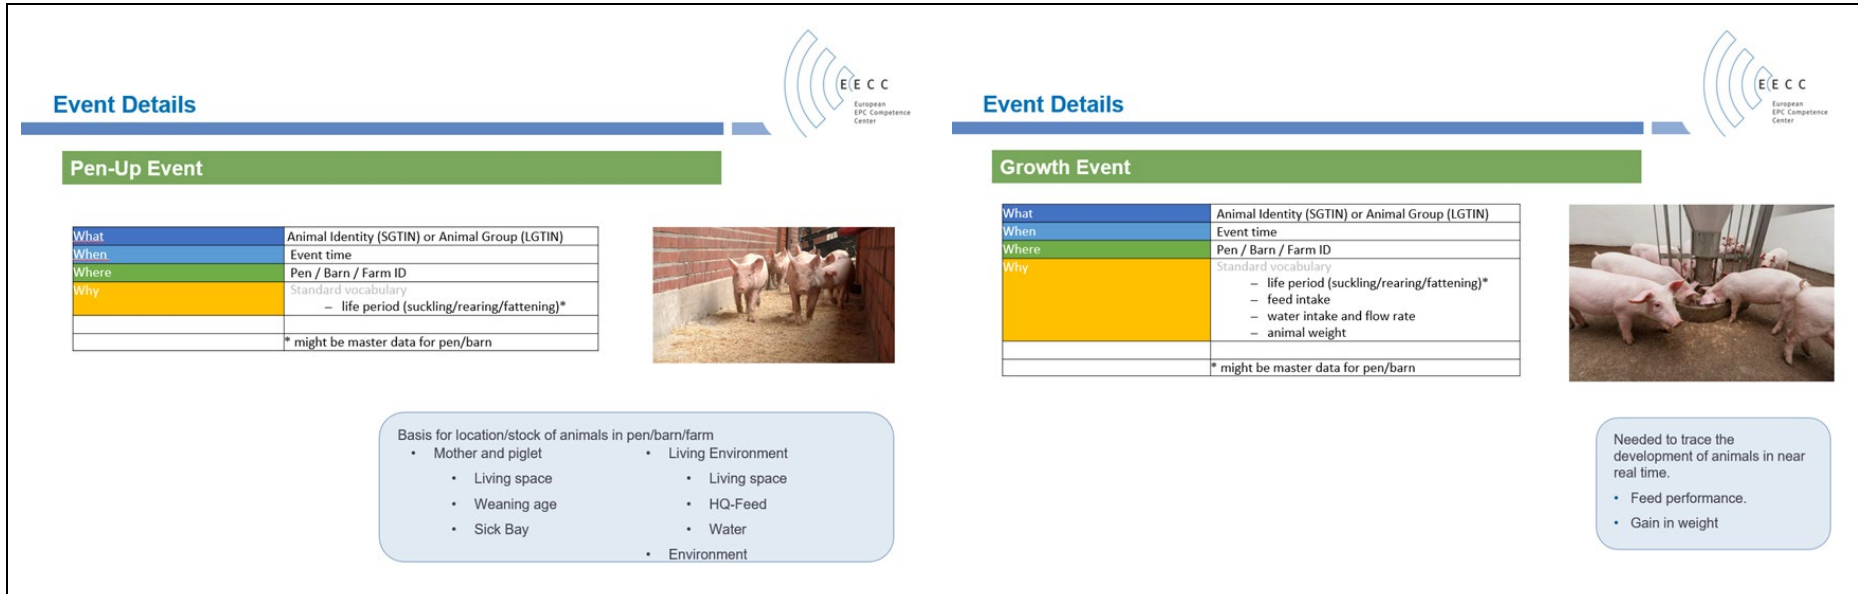 Event Details
E E C C
European
EPC Competence
Center
Pen-Up Event
What Animal Identity (SGTIN) or Animal Group (LGTIN)
When Event time
Where Pen / Barn / Farm ID
Why Standard vocabulary
– life period (suckling/rearing/fattening)*
* might be master data for pen/barn
Basis for location/stock of animals in pen/barn/farm
• Mother and piglet
• Living space
• Weaning age
• Sick Bay
• Living Environment
• Living space
• HQ-Feed
• Water
• Environment
Event Details
E E C C
European
EPC Competence
Center
Growth Event
What Animal Identity (SGTIN) or Animal Group (LGTIN)
When Event time
Where Pen / Barn / Farm ID
Why Standard vocabulary
– life period (suckling/rearing/fattening)*
– feed intake
– water intake and flow rate
– animal weight
* might be master data for pen/barn
Needed to trace the
development of animals in near
real time.
• Feed performance.
• Gain in weight